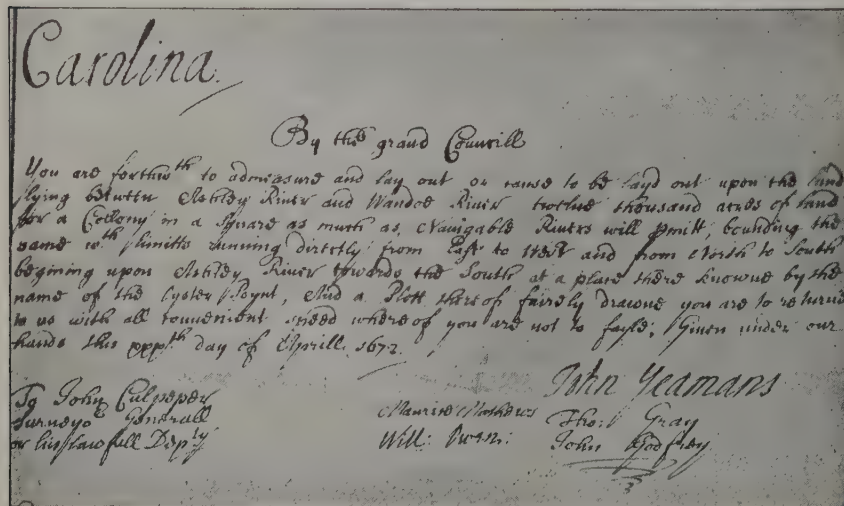 Carolina.
By the grand Councill
You are forthwth to admeasure and lay out or cause to be layd out upon the land
lying betwen Ashley River and Wandoe River twelve thousand acres of land
for a Collony in a Square as much as Navigable Rivers will pmitt, bounding the
same wth limitts running directly from East to West and from North to South
begining upon Ashley River towards the South at a place there knowne by the
name of the Oyster Poynt, And a Plott thereof fairely drawne you are to returne
to us with all convenient speed whereof you are not to fayle; Given under our
hands this xxxth day of Aprill 1672.
John Yeamans
To John Culpeper
Surveyor Generall
or his lawfull Depty
Maurice Mathews
Will: Owen:
Tho: Gray
John Godfrey